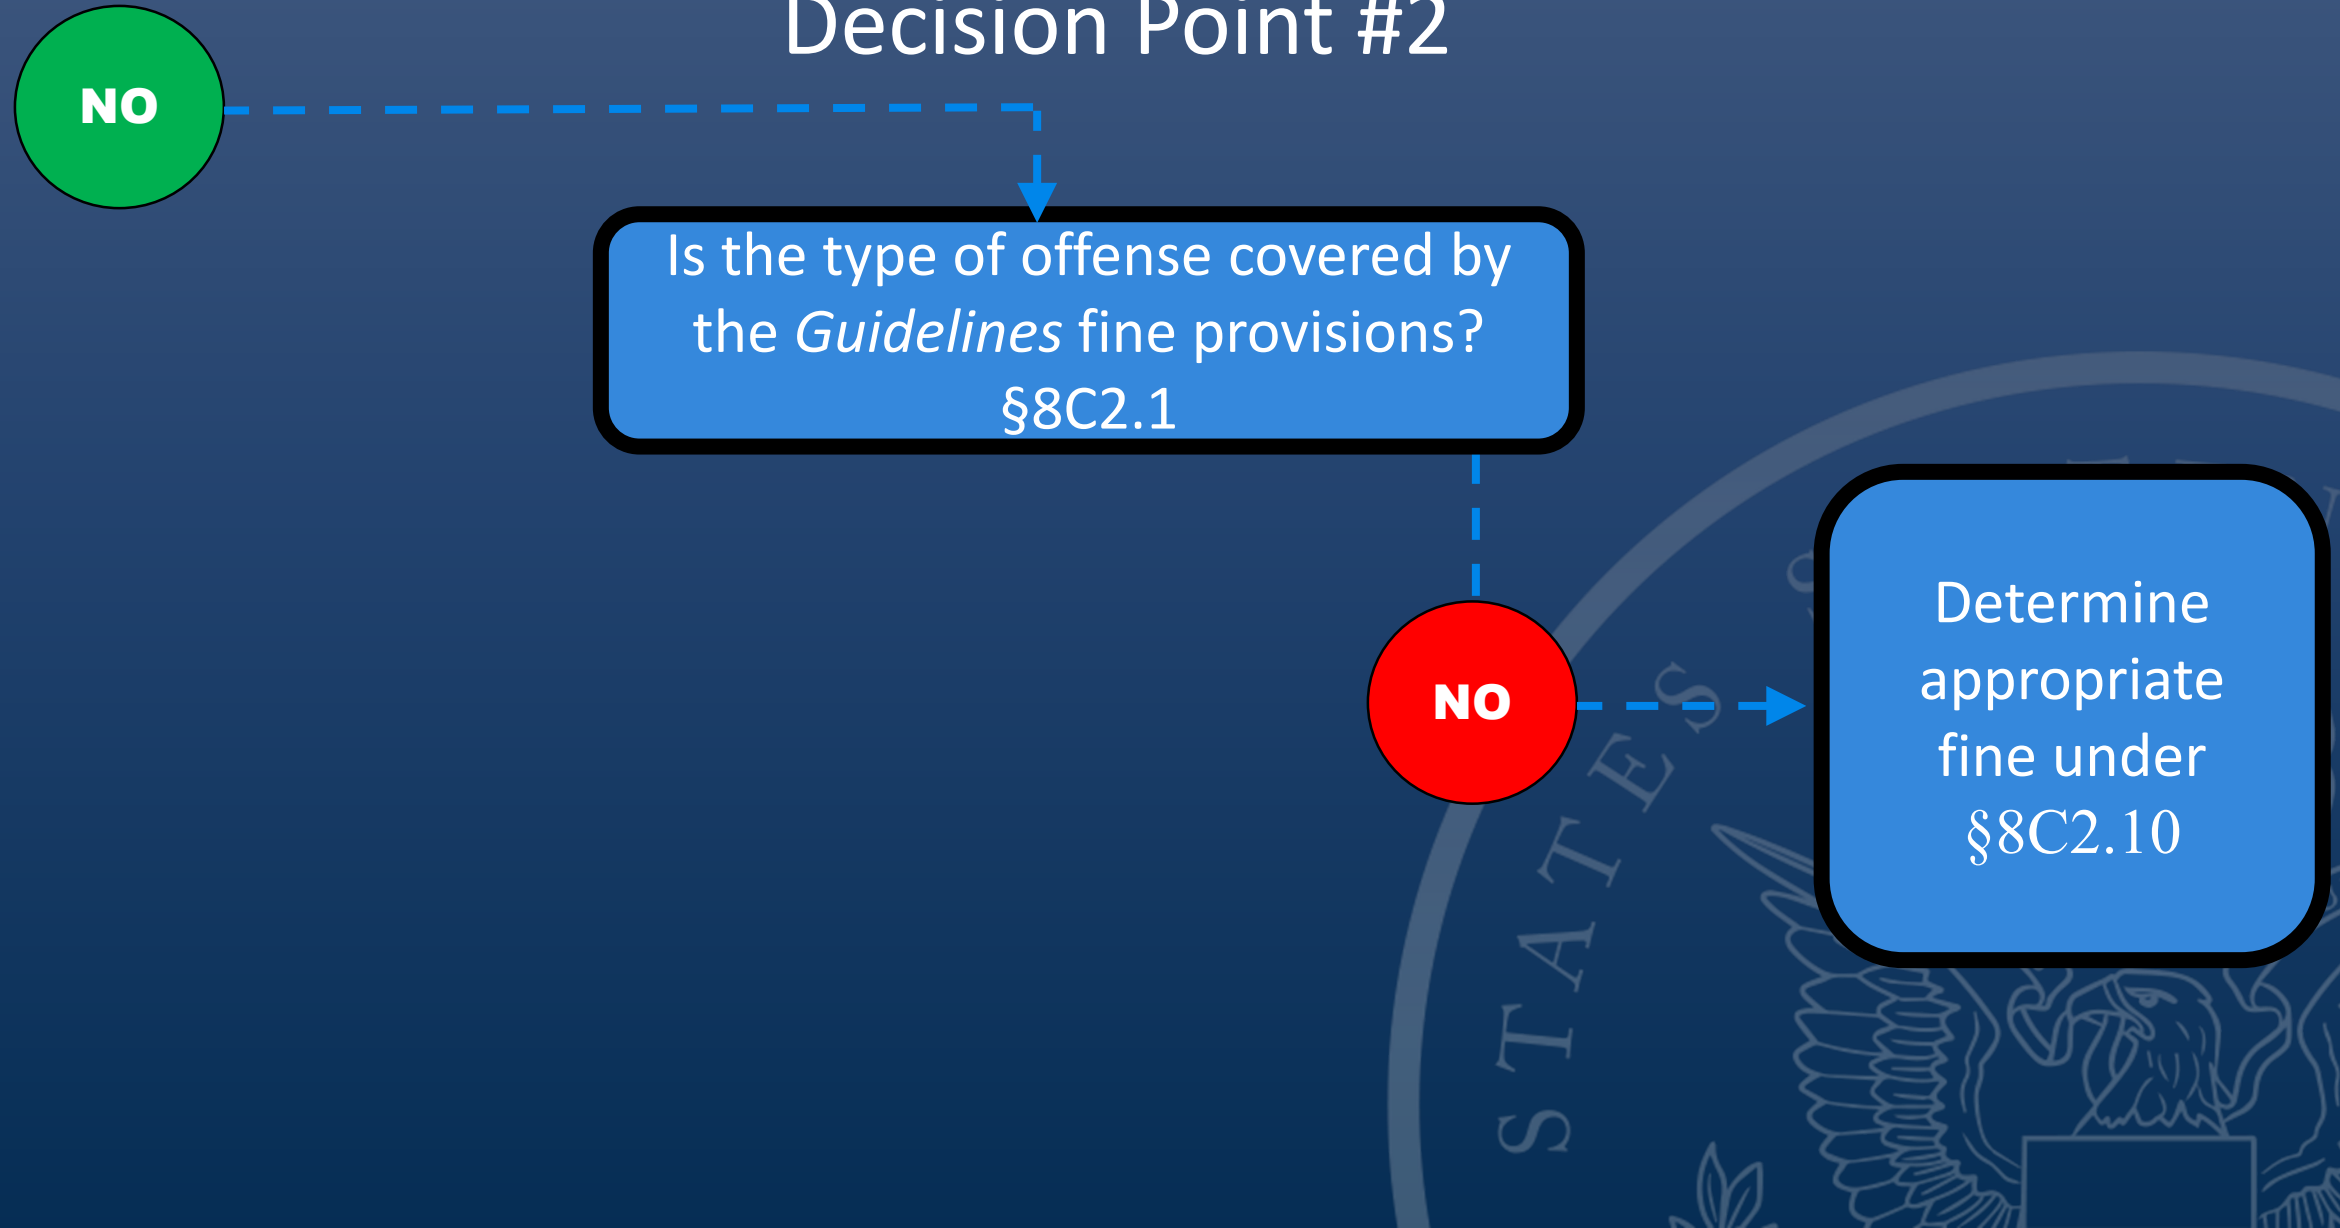 Decision Point #2
NO
Is the type of offense covered by
the Guidelines fine provisions?
§8C2.1
NO
Determine
appropriate
fine under
§8C2.10
STATES